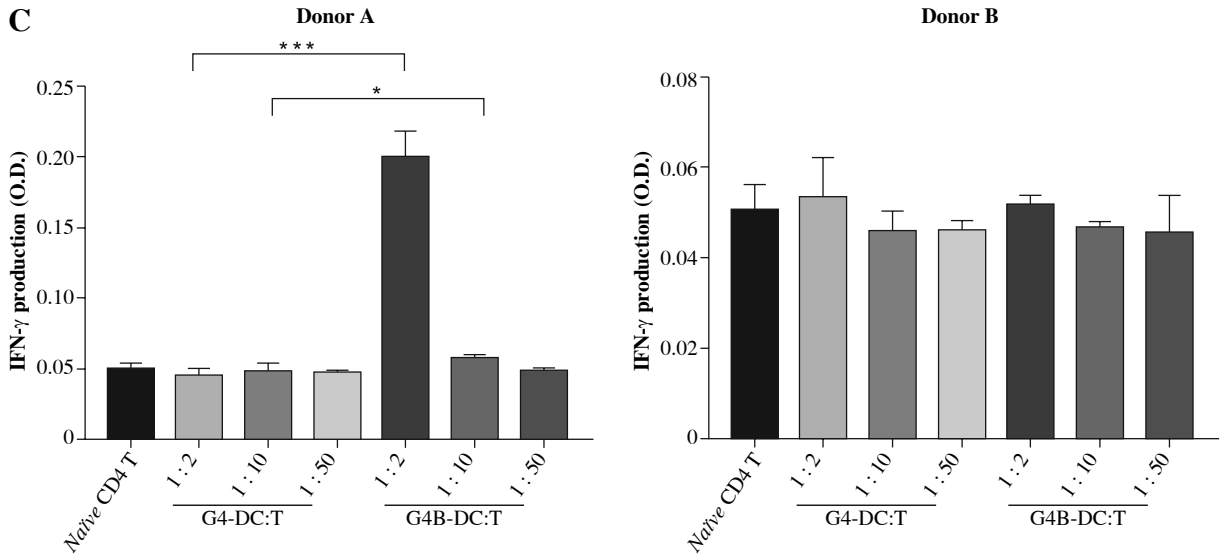 C
Donor A
***
*
IFN-γ production (O.D.)
0.25
0.20
0.15
0.10
0.05
0
Naïve CD4 T
1 : 2
1 : 10
1 : 50
1 : 2
1 : 10
1 : 50
G4-DC:T
G4B-DC:T
Donor B
IFN-γ production (O.D.)
0.08
0.06
0.04
0.02
0
Naïve CD4 T
1 : 2
1 : 10
1 : 50
1 : 2
1 : 10
1 : 50
G4-DC:T
G4B-DC:T